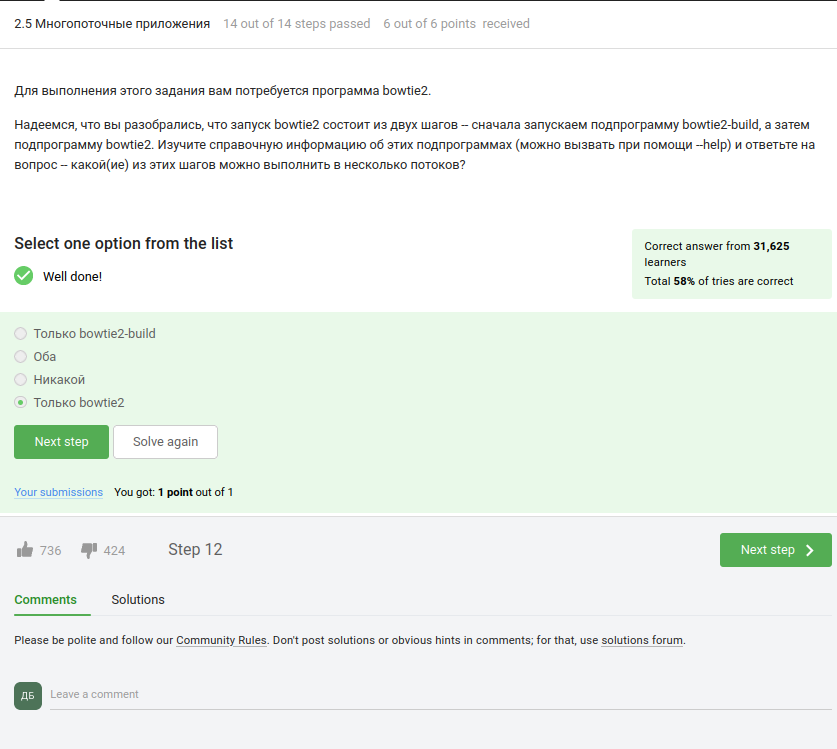 2.5 Многопоточные приложения 14 out of 14 steps passed 6 out of 6 points received
Для выполнения этого задания вам потребуется программа bowtie2.
Надеемся, что вы разобрались, что запуск bowtie2 состоит из двух шагов -- сначала запускаем подпрограмму bowtie2-build, а затем
подпрограмму bowtie2. Изучите справочную информацию об этих подпрограммах (можно вызвать при помощи --help) и ответьте на
вопрос -- какой(ие) из этих шагов можно выполнить в несколько потоков?
Select one option from the list
Well done!
Correct answer from 31,625
learners
Total 58% of tries are correct
Только bowtie2-build
Оба
Никакой
Только bowtie2
Next step Solve again
Your submissions You got: 1 point out of 1
736 424 Step 12 Next step
Comments Solutions
Please be polite and follow our Community Rules. Don't post solutions or obvious hints in comments; for that, use solutions forum.
ДБ Leave a comment